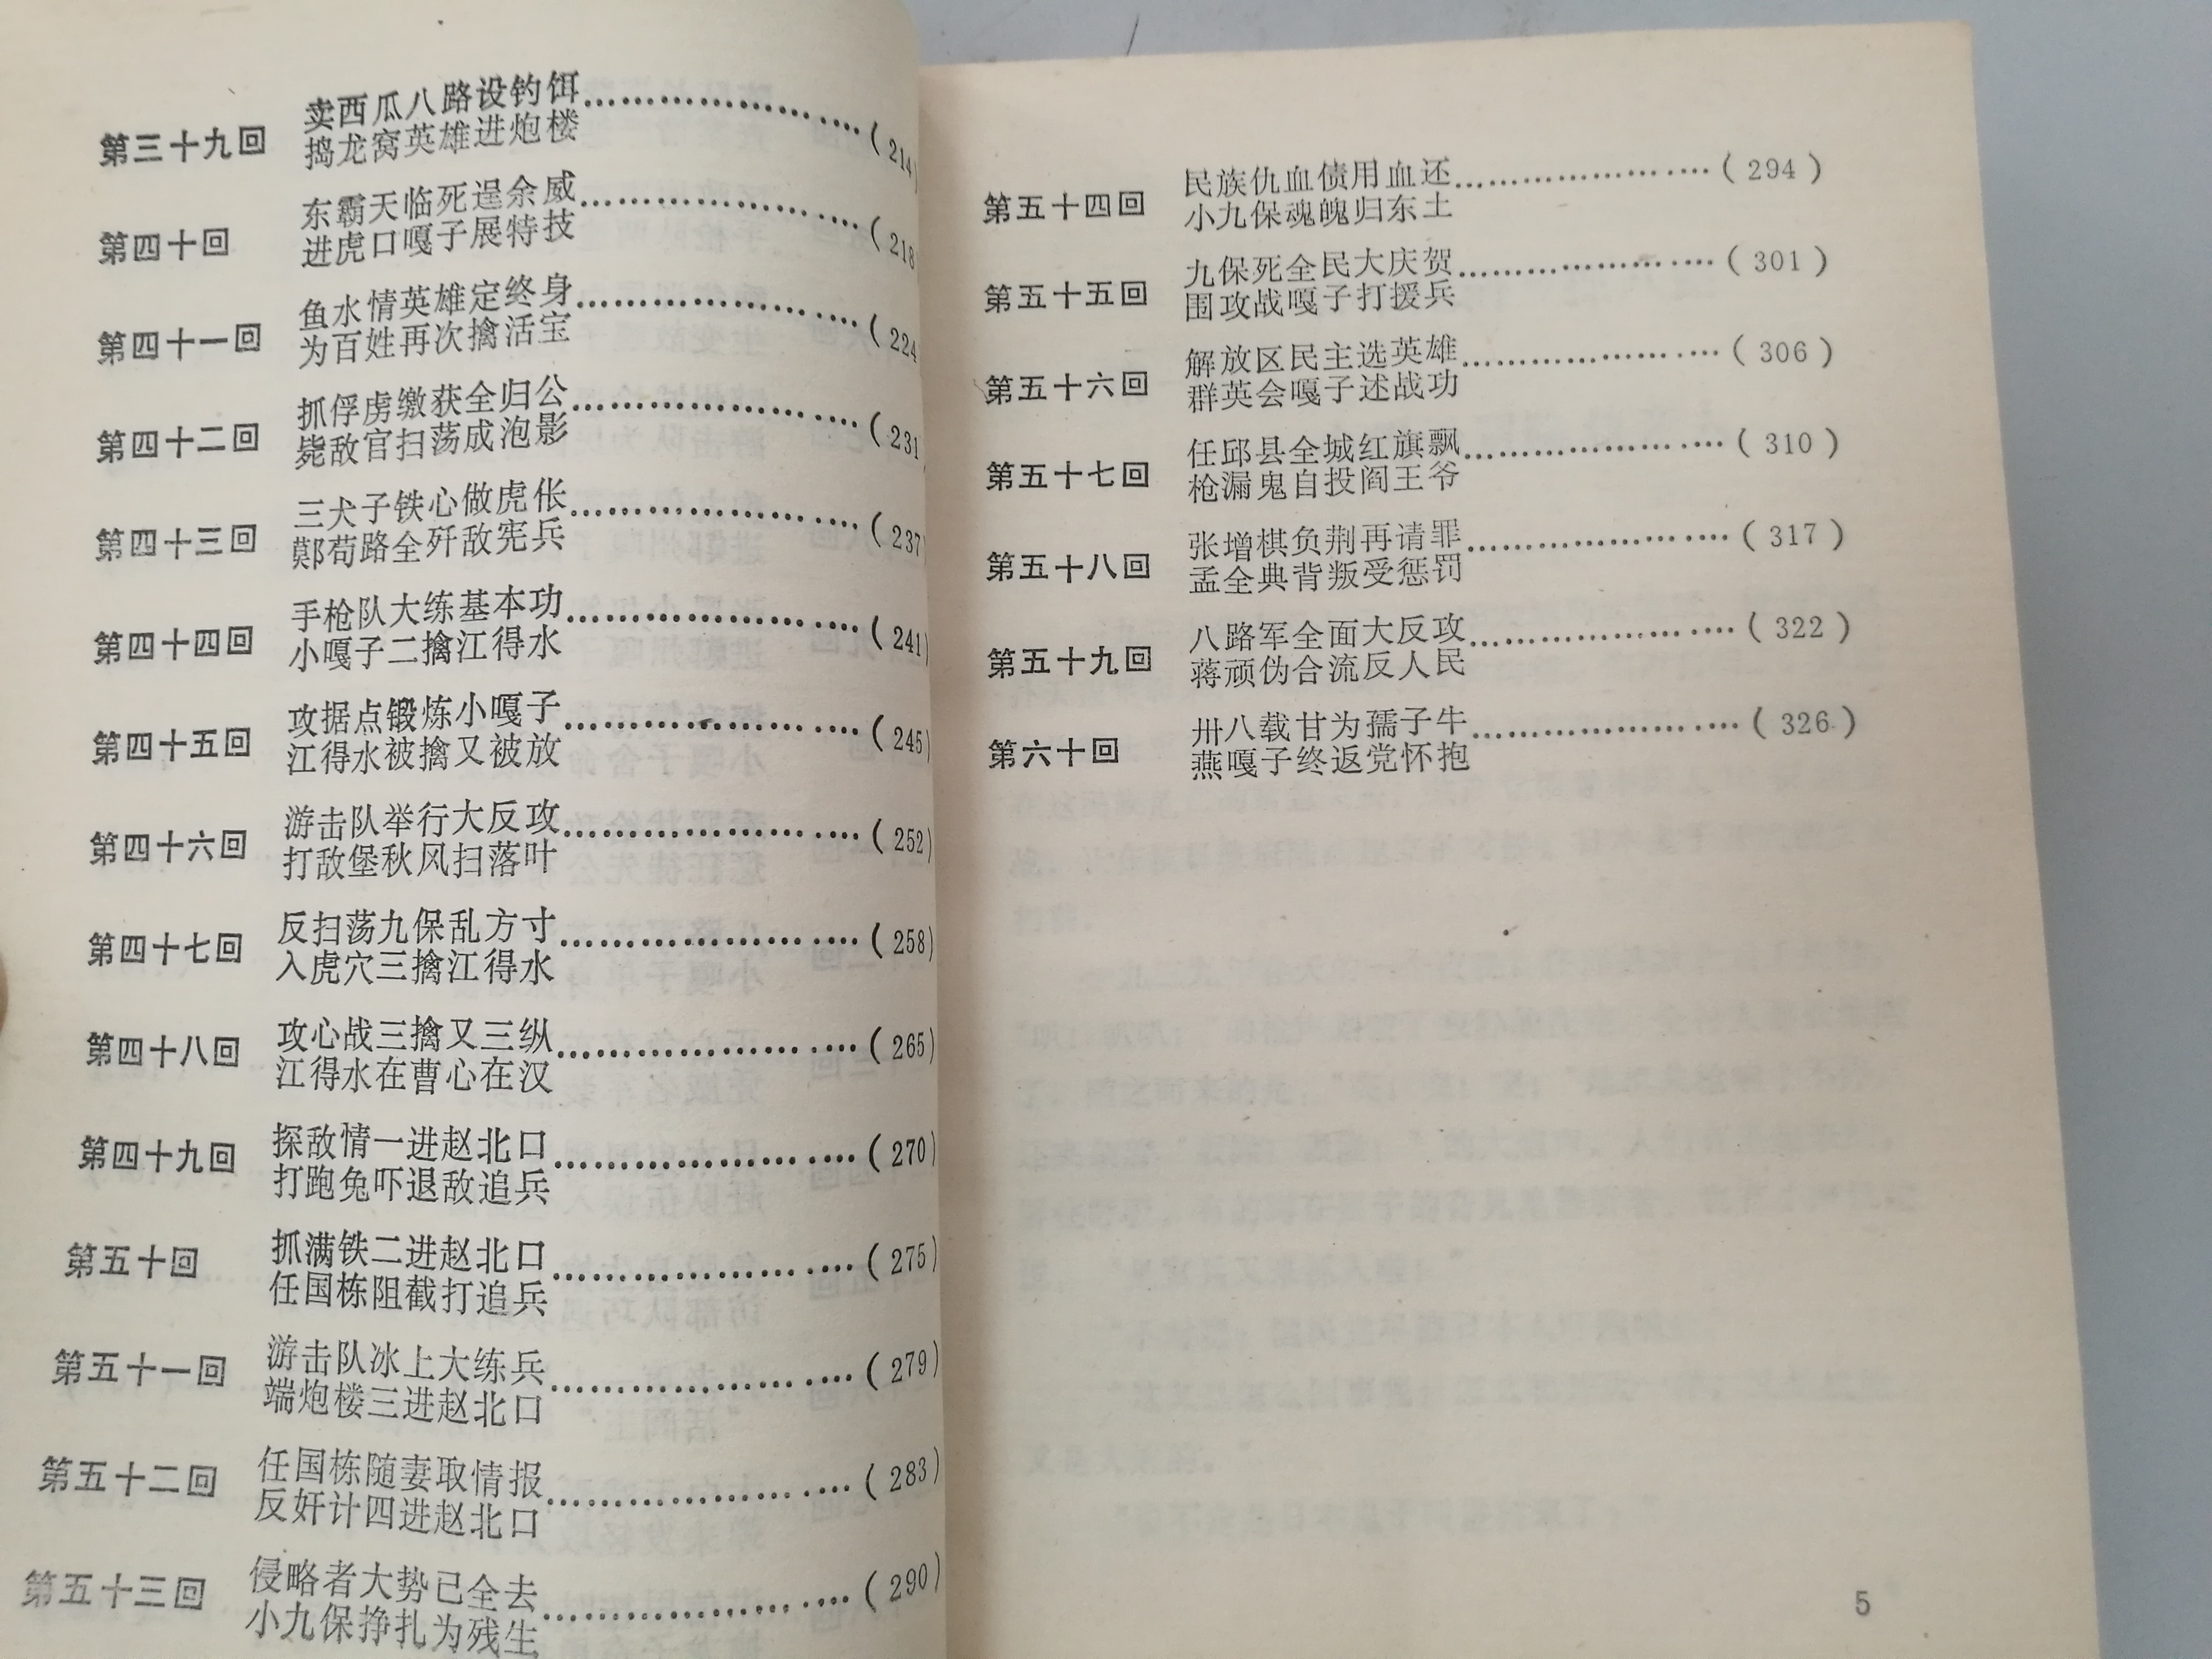 第三十九回 卖西瓜八路设钓饵
捣龙窝英雄进炮楼……(214)
第四十回 东霸天临死逞余威
进虎口嘎子展特技……(218)
第四十一回 鱼水情英雄定终身
为百姓再次擒活宝……(224)
第四十二回 抓俘虏缴获全归公
毙敌官扫荡成泡影……(231)
第四十三回 三犬子铁心做虎伥
鄚苟路全歼敌宪兵……(237)
第四十四回 手枪队大练基本功
小嘎子二擒江得水……(241)
第四十五回 攻据点锻炼小嘎子
江得水被擒又被放……(245)
第四十六回 游击队举行大反攻
打敌堡秋风扫落叶……(252)
第四十七回 反扫荡九保乱方寸
入虎穴三擒江得水……(258)
第四十八回 攻心战三擒又三纵
江得水在曹心在汉……(265)
第四十九回 探敌情一进赵北口
打跑兔吓退敌追兵……(270)
第五十回 抓满铁二进赵北口
任国栋阻截打追兵……(275)
第五十一回 游击队冰上大练兵
端炮楼三进赵北口……(279)
第五十二回 任国栋随妻取情报
反奸计四进赵北口……(283)
第五十三回 侵略者大势已全去
小九保挣扎为残生……(290)
第五十四回 民族仇血债用血还
小九保魂魄归东土……(294)
第五十五回 九保死全民大庆贺
围攻战嘎子打援兵……(301)
第五十六回 解放区民主选英雄
群英会嘎子述战功……(306)
第五十七回 任邱县全城红旗飘
枪漏鬼自投阎王爷……(310)
第五十八回 张增棋负荆再请罪
孟全典背叛受惩罚……(317)
第五十九回 八路军全面大反攻
蒋顽伪合流反人民……(322)
第六十回 卅八载甘为孺子牛
燕嘎子终返党怀抱……(326)
5